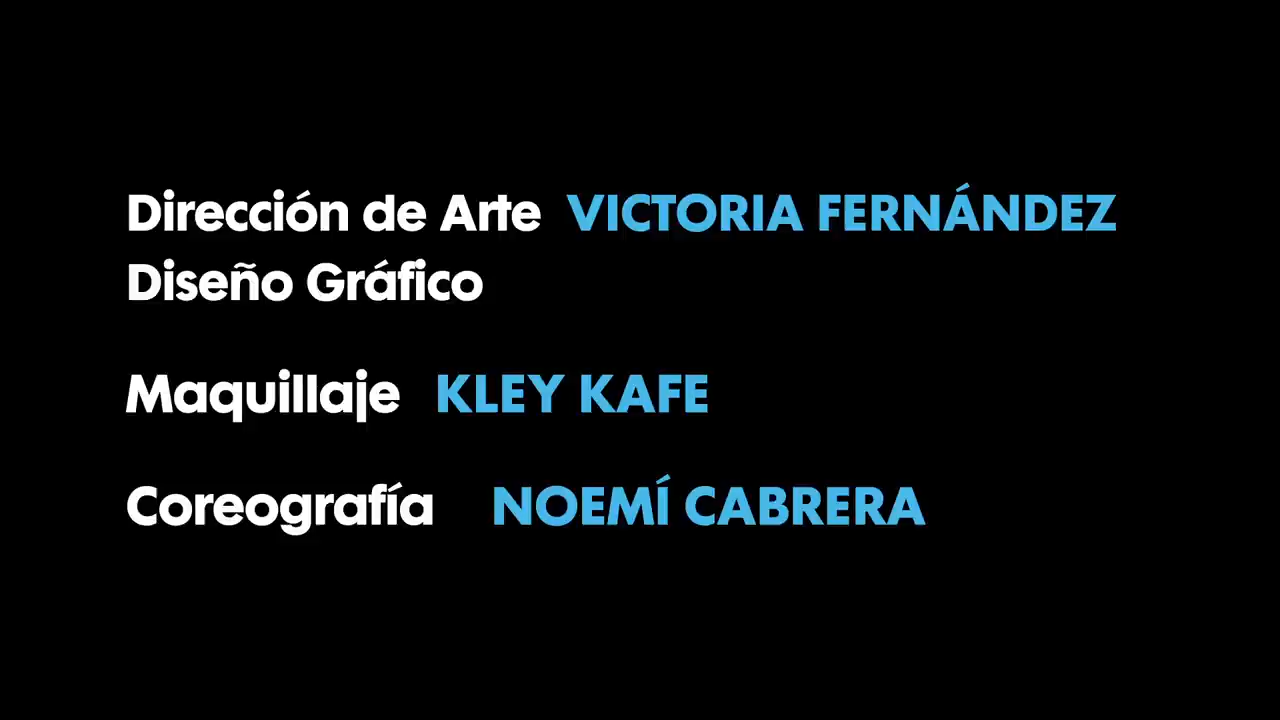 Dirección de Arte VICTORIA FERNÁNDEZ
Diseño Gráfico
Maquillaje KLEY KAFE
Coreografía NOEMÍ CABRERA